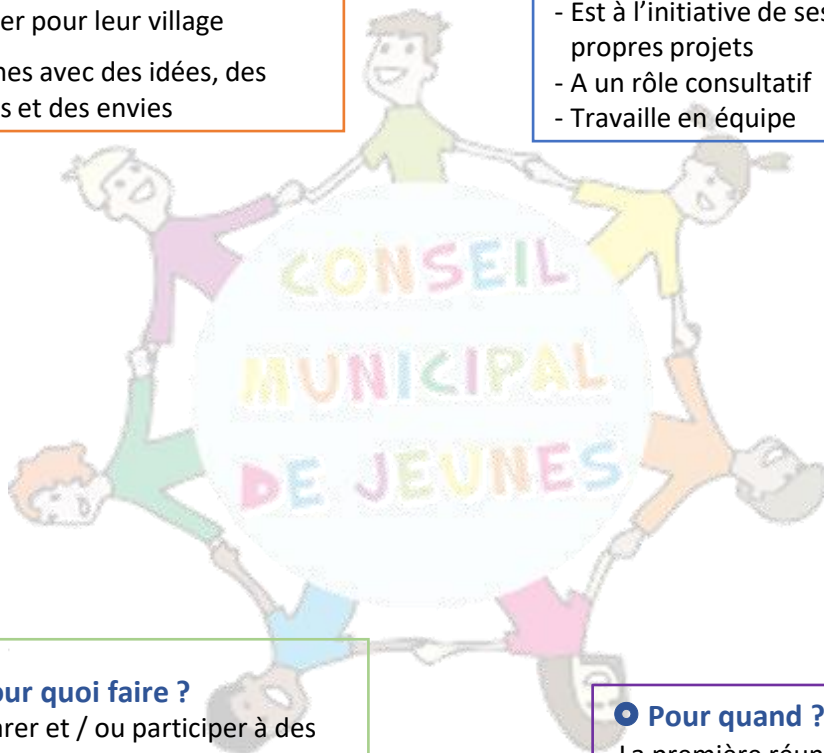 er pour leur village
nes avec des idées, des
s et des envies
- Est à l’initiative de ses
propres projets
- A un rôle consultatif
- Travaille en équipe
CONSEIL
MUNICIPAL
DE JEUNES
our quoi faire ?
rer et / ou participer à des
Pour quand ?
La première réun